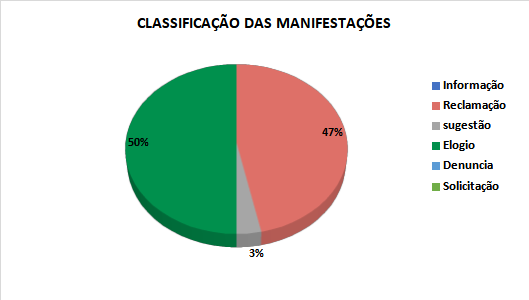 CLASSIFICAÇÃO DAS MANIFESTAÇÕES
50%
47%
3%
Informação
Reclamação
sugestão
Elogio
Denuncia
Solicitação